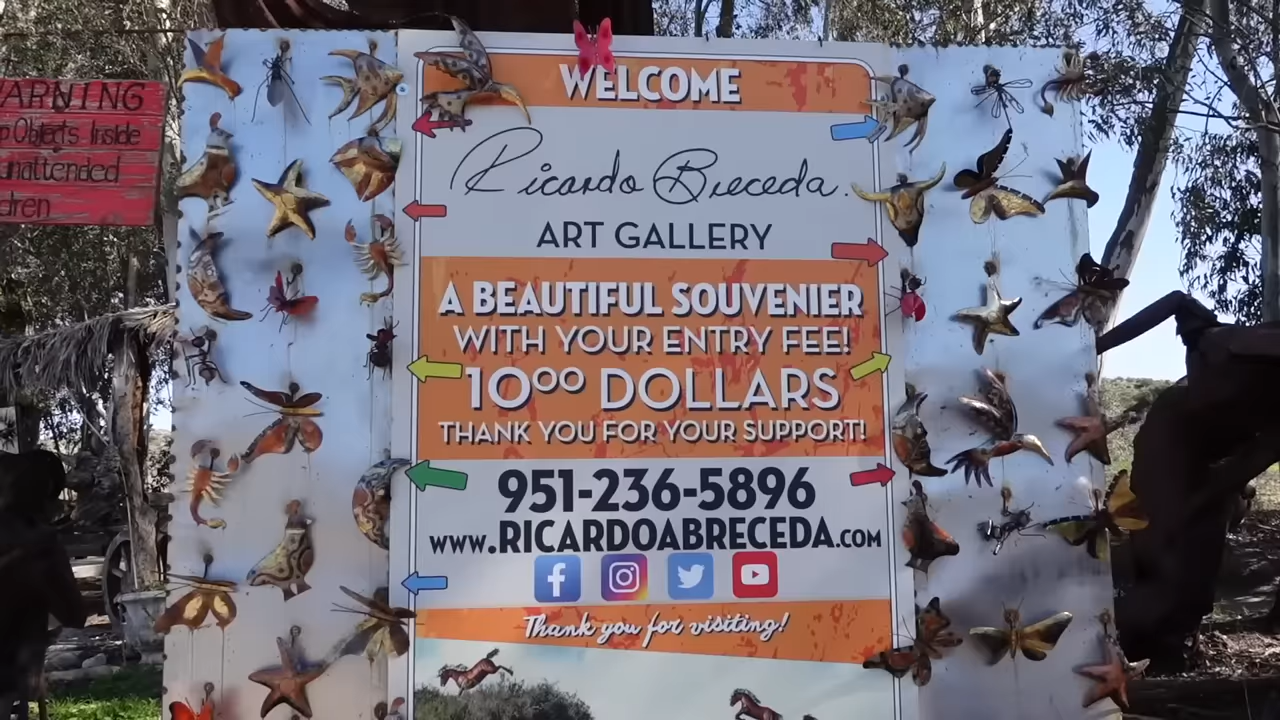 WARNING
p Objects Inside
nattended
dren
WELCOME
Ricardo Breceda.
ART GALLERY
A BEAUTIFUL SOUVENIER
WITH YOUR ENTRY FEE!
10⁰⁰ DOLLARS
THANK YOU FOR YOUR SUPPORT!
951-236-5896
www.RICARDOABRECEDA.COM
Thank you for visiting!